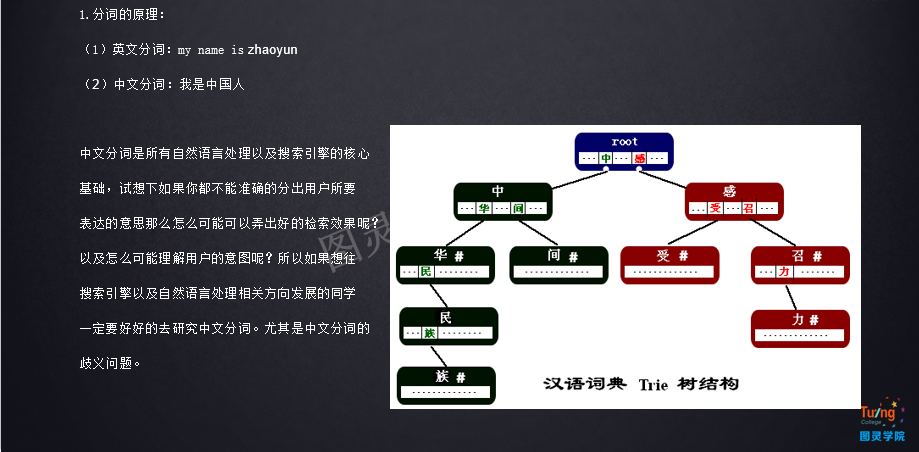 1.分词的原理：
（1）英文分词：my name is zhaoyun
（2）中文分词：我是中国人
中文分词是所有自然语言处理以及搜索引擎的核心
基础，试想下如果你都不能准确的分出用户所要
表达的意思那么怎么可能可以弄出好的检索效果呢？
以及怎么可能理解用户的意图呢？所以如果想往
搜索引擎以及自然语言处理相关方向发展的同学
一定要好好的去研究中文分词。尤其是中文分词的
歧义问题。
root
···中···感···
中
···华···间···
感
···受···召···
华 #
···民········
间 #
·············
受 #
·············
召 #
···力·······
民
···族········
力 #
·············
族 #
·············
汉语词典 Trie 树结构
图灵
Tuing
College
图灵学院